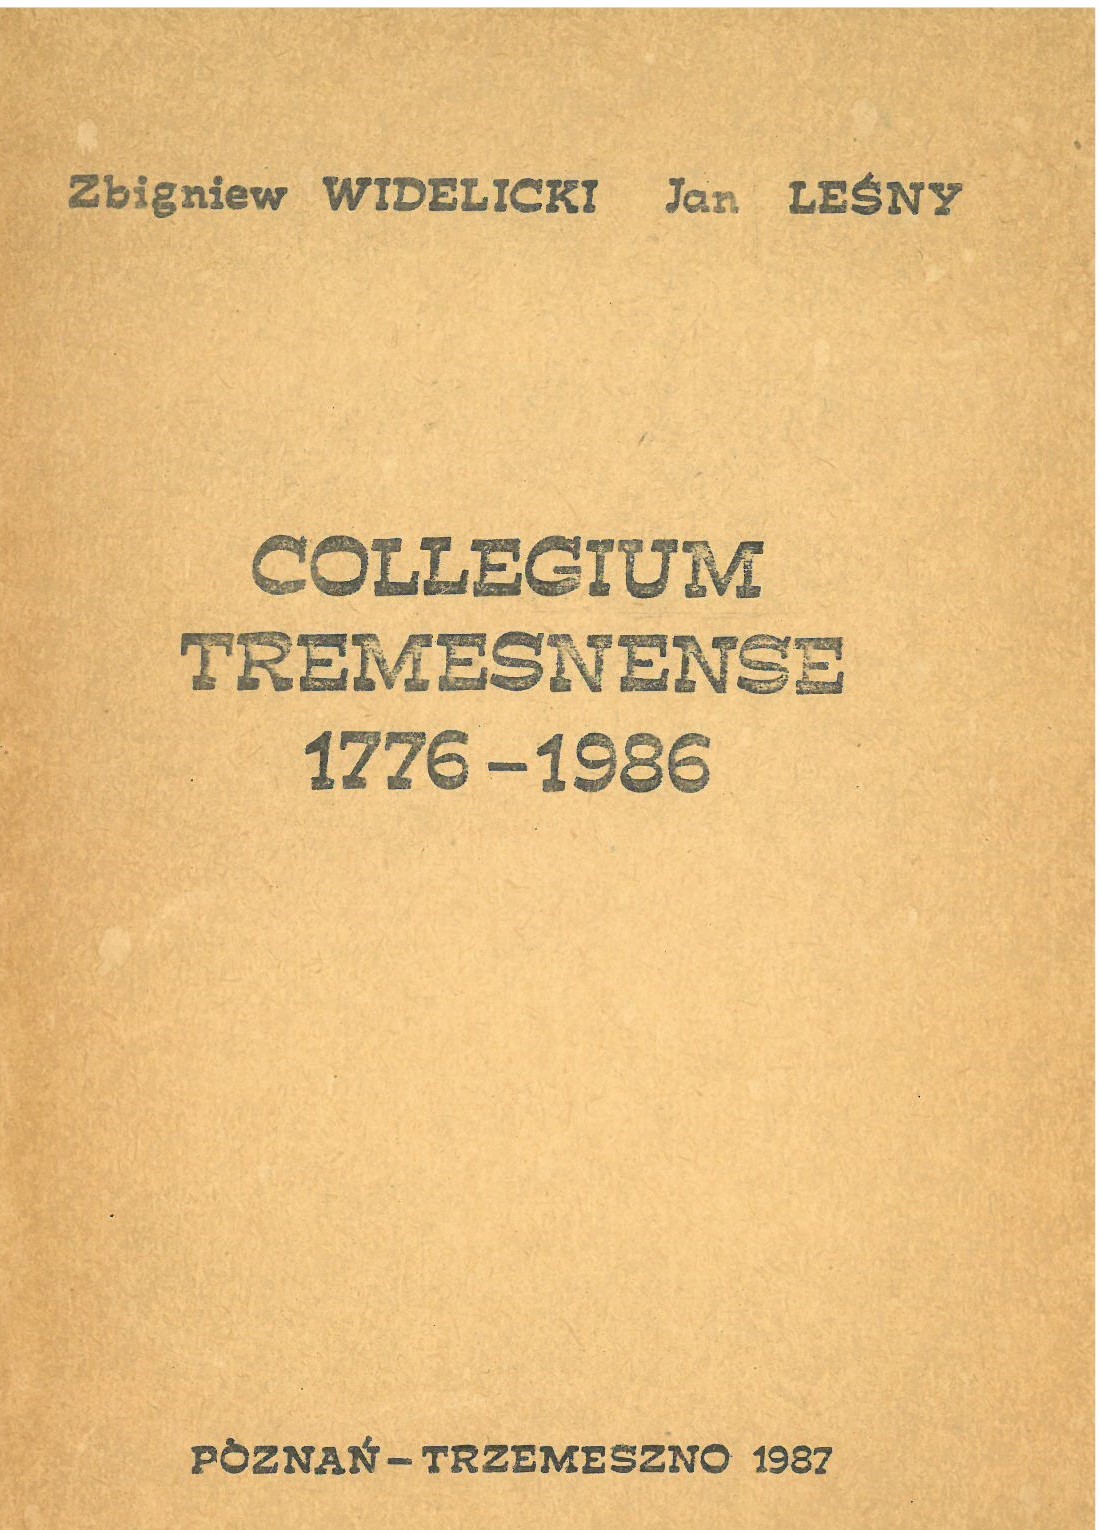 Zbigniew WIDELICKI Jan LEŚNY
COLLEGIUM
TREMESNENSE
1776-1986
POZNAŃ-TRZEMESZNO 1987